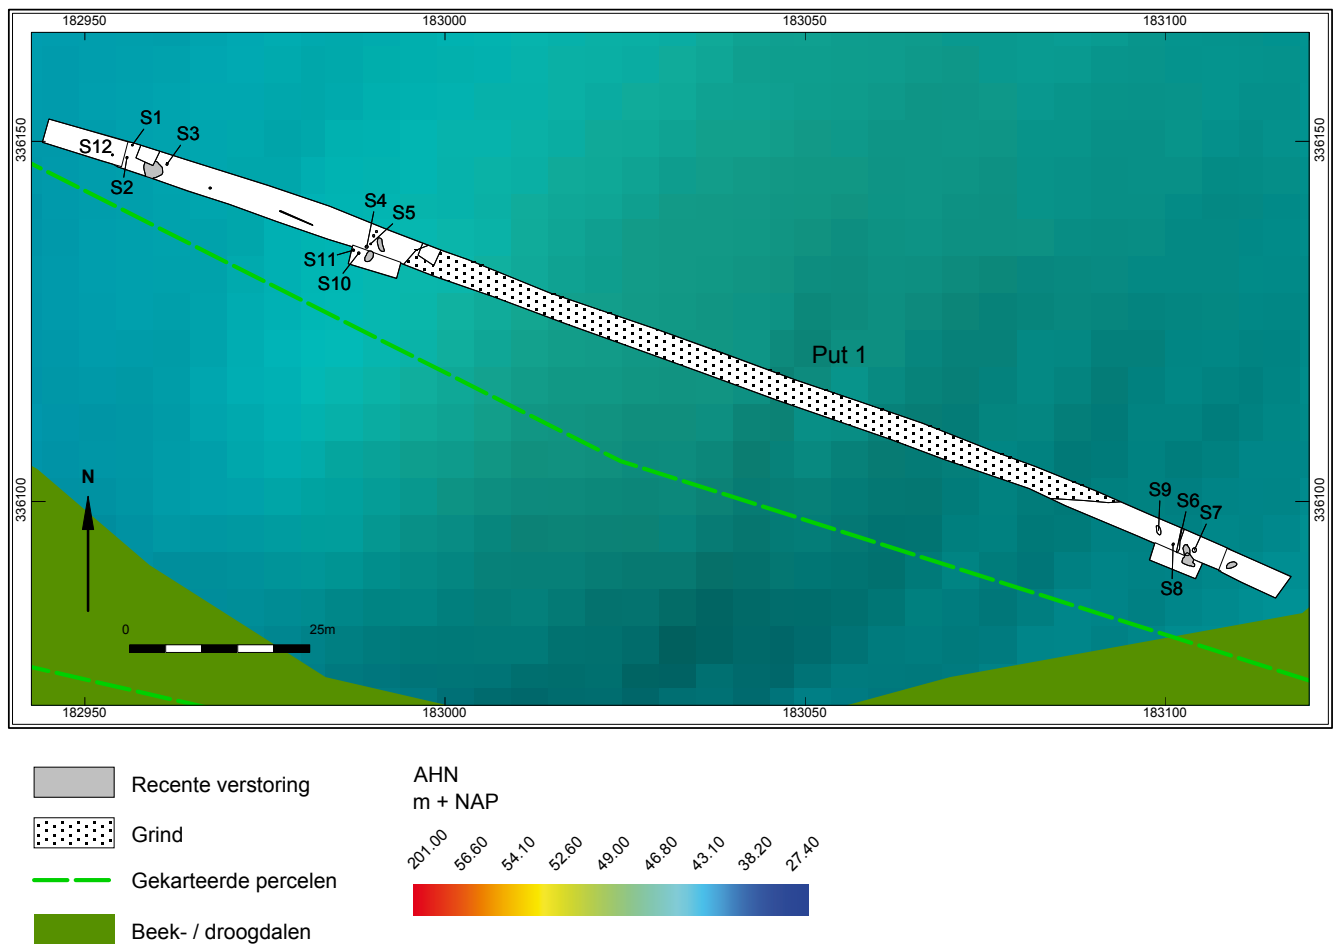 182950 183000 183050 183100
336150 336150
S1
S3
S12
S2
S4
S5
S11
S10
Put 1
N
336100 336100
S9 S6 S7
S8
0 25m
182950 183000 183050 183100
Recente verstoring
Grind
Gekarteerde percelen
Beek- / droogdalen
AHN
m + NAP
201.00 56.60 54.10 52.60 49.00 46.80 43.10 38.20 27.40